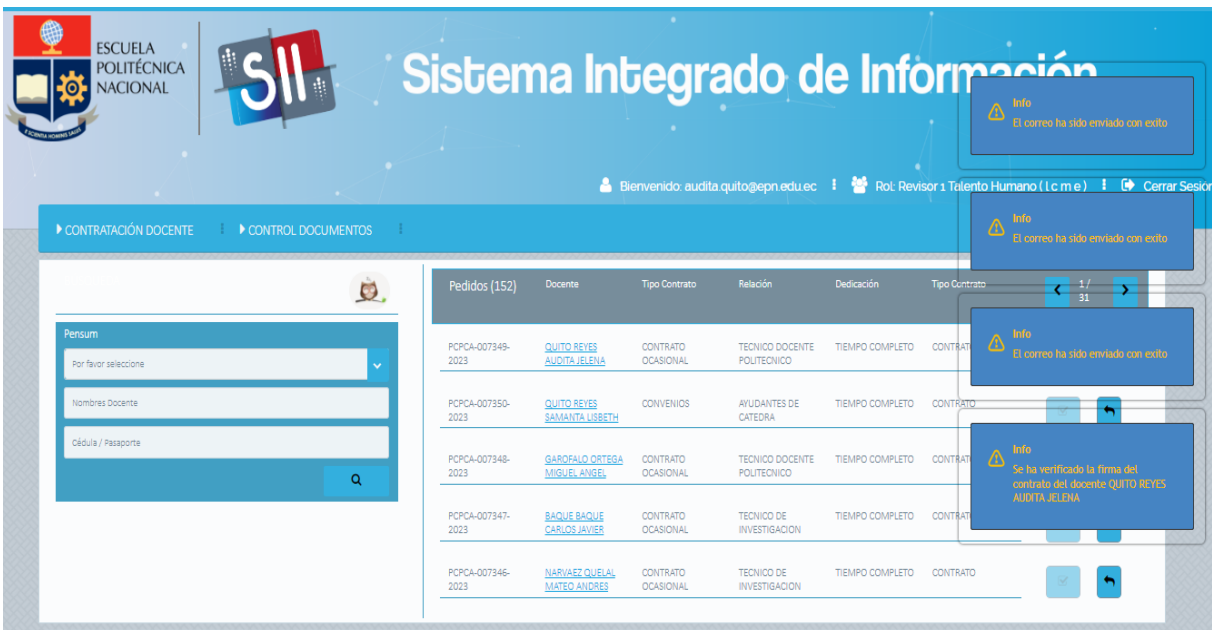 ESCUELA
POLITÉCNICA
NACIONAL
E SCIENTIA HOMINIS SALUS
SII
Sistema Integrado de Información
Bienvenido: audita.quito@epn.edu.ec
Rol: Revisor 1 Talento Humano ( l c m e )
Cerrar Sesión
CONTRATACIÓN DOCENTE
CONTROL DOCUMENTOS
Pensum
Por favor seleccione
Nombres Docente
Cédula / Pasaporte
Pedidos (152) Docente Tipo Contrato Relación Dedicación Tipo Contrato 1 /
31
PCPCA-007349- QUITO REYES CONTRATO TECNICO DOCENTE TIEMPO COMPLETO
2023 AUDITA JELENA OCASIONAL POLITECNICO
PCPCA-007350- QUITO REYES CONVENIOS AYUDANTES DE TIEMPO COMPLETO CONTRATO
2023 SAMANTA LISBETH CATEDRA
PCPCA-007348- GAROFALO ORTEGA CONTRATO TECNICO DOCENTE TIEMPO COMPLETO
2023 MIGUEL ANGEL OCASIONAL POLITECNICO
PCPCA-007347- BAQUE BAQUE CONTRATO TECNICO DE TIEMPO COMPLETO
2023 CARLOS JAVIER OCASIONAL INVESTIGACION
PCPCA-007346- NARVAEZ QUELAL CONTRATO TECNICO DE TIEMPO COMPLETO CONTRATO
2023 MATEO ANDRES OCASIONAL INVESTIGACION
Info
El correo ha sido enviado con exito
Info
El correo ha sido enviado con exito
Info
El correo ha sido enviado con exito
Info
Se ha verificado la firma del
contrato del docente QUITO REYES
AUDITA JELENA